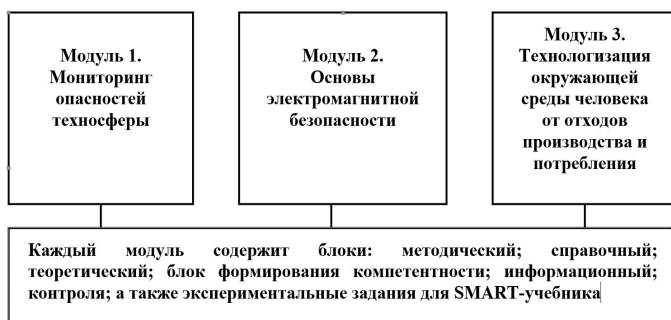 Модуль 1.
Мониторинг
опасностей
техносферы
Модуль 2.
Основы
электромагнитной
безопасности
Модуль 3.
Технологизация
окружающей
среды человека
от отходов
производства и
потребления
Каждый модуль содержит блоки: методический; справочный;
теоретический; блок формирования компетентности; информационный;
контроля; а также экспериментальные задания для SMART-учебника